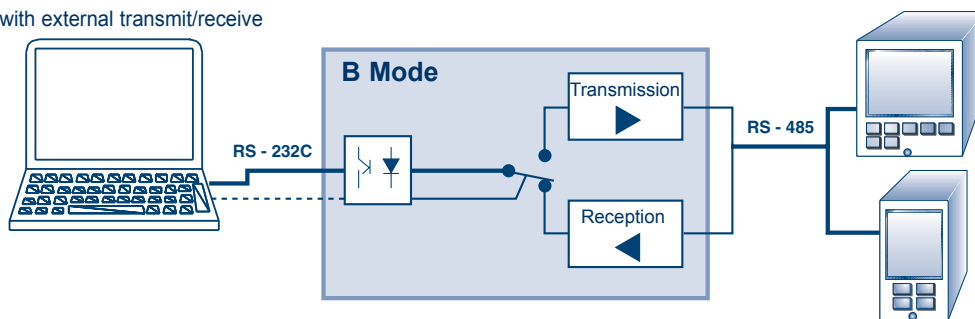 with external transmit/receive
B Mode
Transmission
RS - 232C
RS - 485
Reception